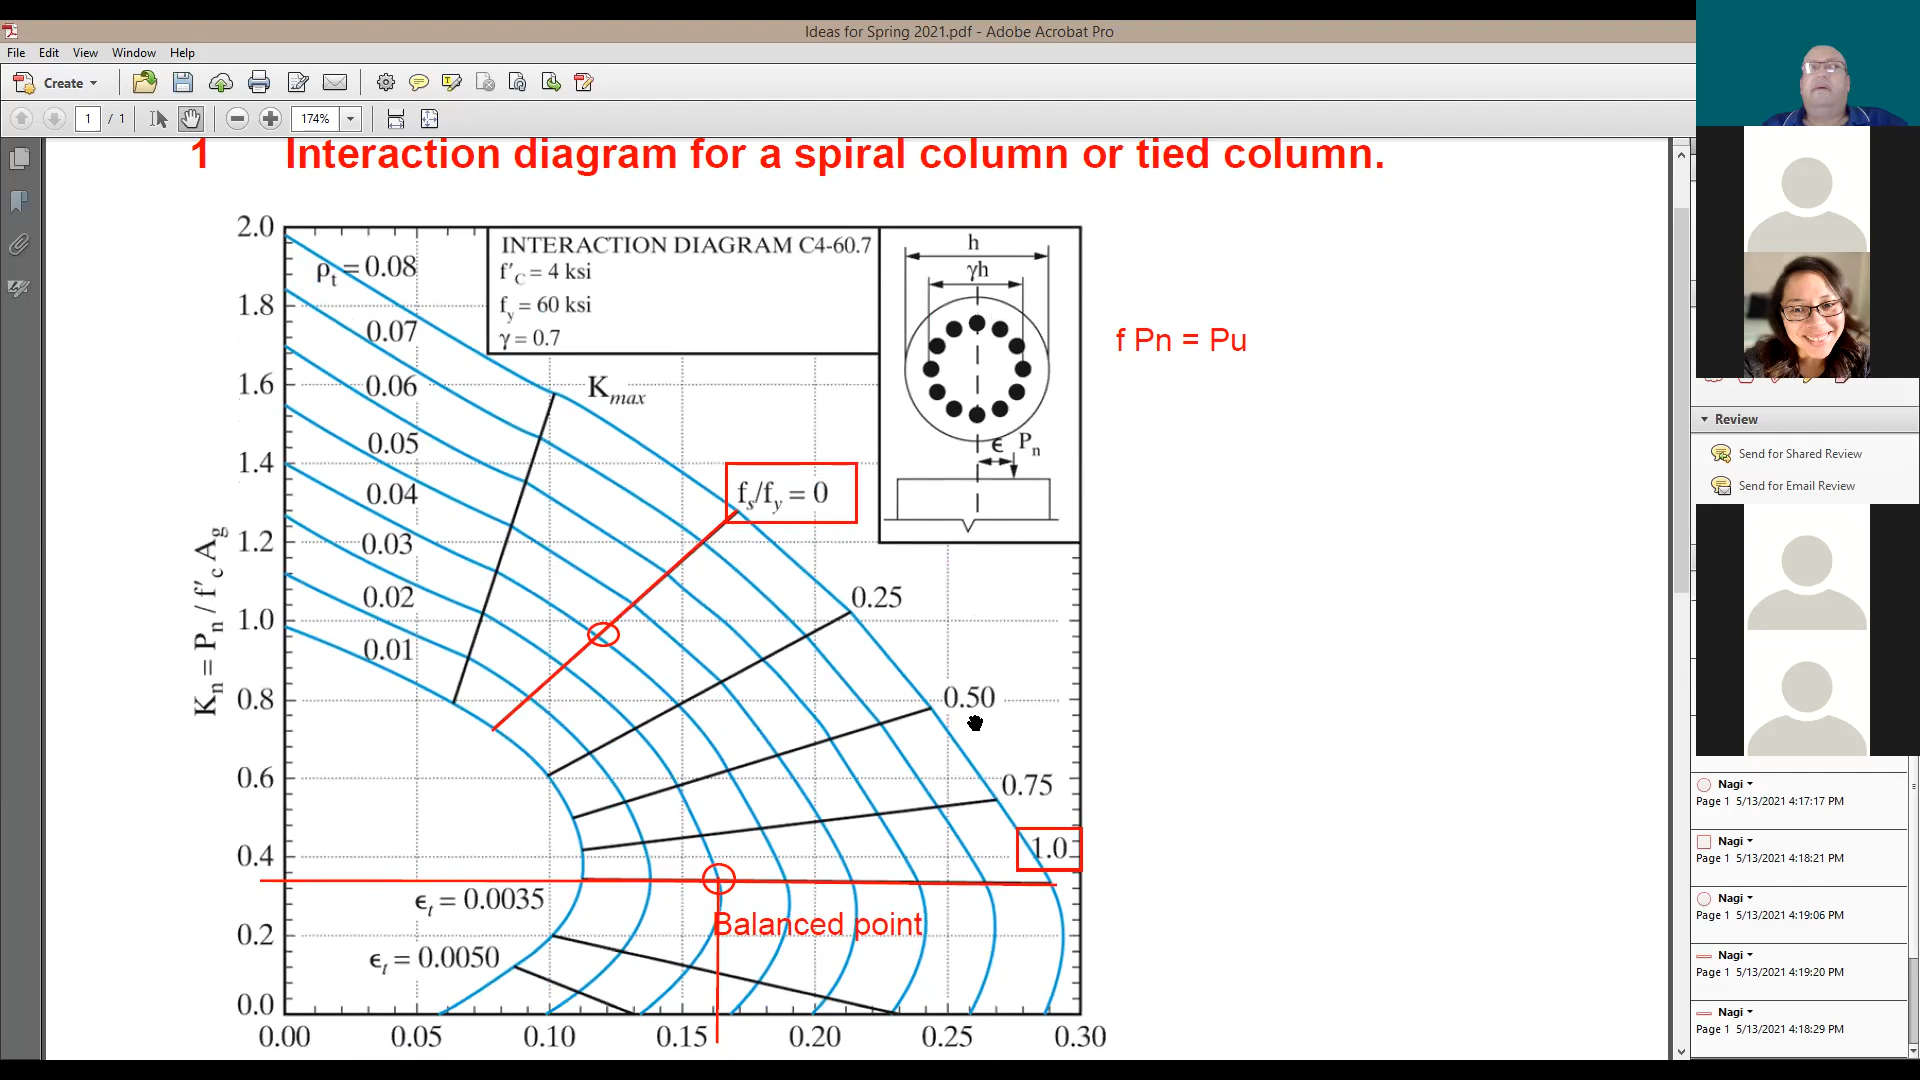 Ideas for Spring 2021.pdf - Adobe Acrobat Pro
File Edit View Window Help
Create
1 / 1 174%
1 Interaction diagram for a spiral column or tied column.
INTERACTION DIAGRAM C4-60.7
f′C = 4 ksi
fy = 60 ksi
γ = 0.7
h
γh
ϵ Pn
f Pn = Pu
Kn = Pn / f′c Ag
2.0
1.8
1.6
1.4
1.2
1.0
0.8
0.6
0.4
0.2
0.0
ρt = 0.08
0.07
0.06
0.05
0.04
0.03
0.02
0.01
Kmax
fs/fy = 0
0.25
0.50
0.75
1.0
ϵt = 0.0035
Balanced point
ϵt = 0.0050
0.00 0.05 0.10 0.15 0.20 0.25 0.30
Review
Send for Shared Review
Send for Email Review
Nagi
Page 1 5/13/2021 4:17:17 PM
Nagi
Page 1 5/13/2021 4:18:21 PM
Nagi
Page 1 5/13/2021 4:19:06 PM
Nagi
Page 1 5/13/2021 4:19:20 PM
Nagi
Page 1 5/13/2021 4:18:29 PM